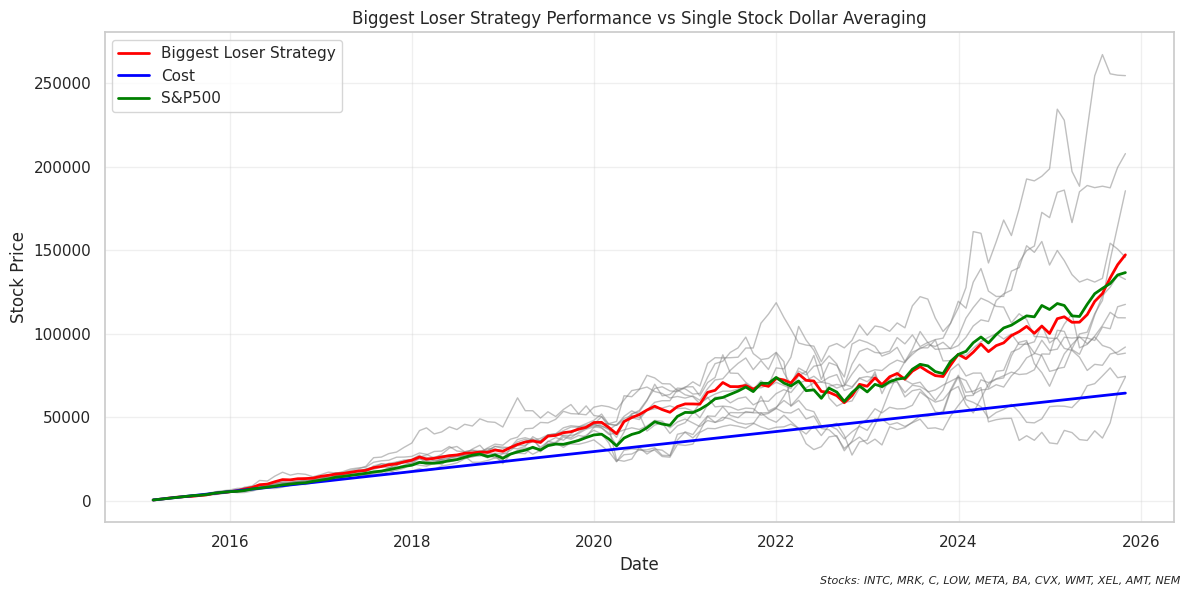 Biggest Loser Strategy Performance vs Single Stock Dollar Averaging
Biggest Loser Strategy
Cost
S&P500
Stock Price
250000
200000
150000
100000
50000
0
2016
2018
2020
2022
2024
2026
Date
Stocks: INTC, MRK, C, LOW, META, BA, CVX, WMT, XEL, AMT, NEM